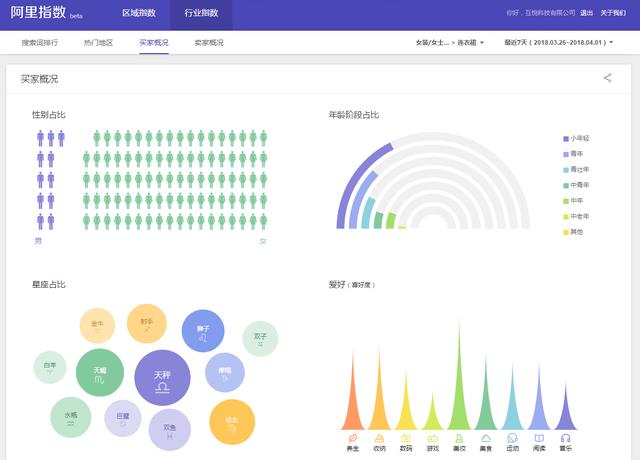 阿里指数 beta
区域指数
行业指数
你好，互悦科技有限公司 退出 关于我们
搜索词排行
热门地区
买家概况
卖家概况
女装/女士... > 连衣裙
最近7天 ( 2018.03.26~2018.04.01 )
买家概况
性别占比
男
女
年龄阶段占比
小年轻
青年
青壮年
中青年
中年
中老年
其他
星座占比
金牛
射手
狮子
双子
白羊
天蝎
天秤
摩羯
水瓶
巨蟹
双鱼
处女
爱好 ( 喜好度 )
养生
收纳
数码
游戏
美妆
美食
运动
阅读
音乐